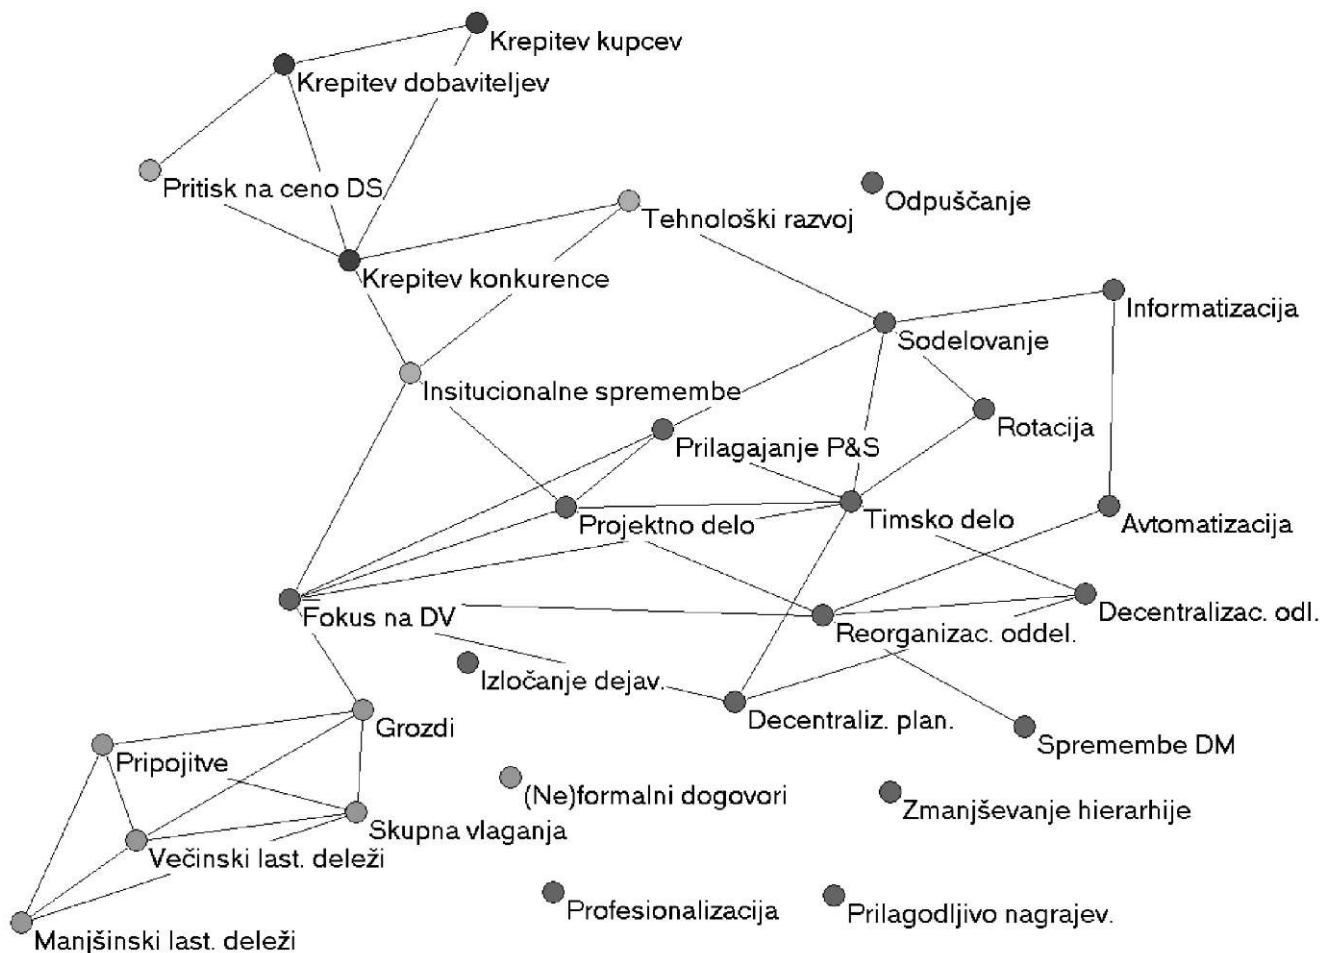 Krepitev kupcev
Krepitev dobaviteljev
Pritisk na ceno DS
Odpuščanje
Tehnološki razvoj
Krepitev konkurence
Informatizacija
Sodelovanje
Insitucionalne spremembe
Rotacija
Prilagajanje P&S
Timsko delo
Projektno delo
Avtomatizacija
Decentralizac. odl.
Fokus na DV
Reorganizac. oddel.
Izločanje dejav.
Decentraliz. plan.
Grozdi
Spremembe DM
Pripojitve
(Ne)formalni dogovori
Zmanjševanje hierarhije
Skupna vlaganja
Večinski last. deleži
Profesionalizacija
Prilagodljivo nagrajev.
Manjšinski last. deleži